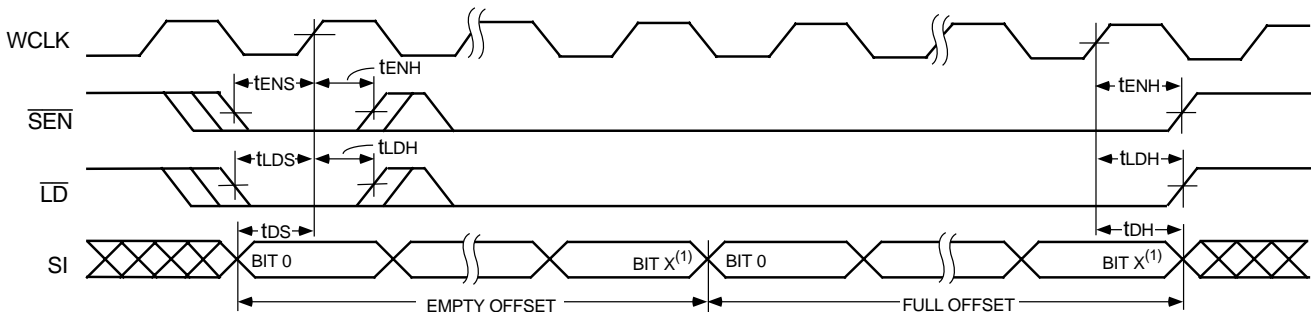 WCLK
tENS
tENH
tENH
SEN
tLDS
tLDH
tLDH
LD
tDS
tDH
SI
BIT 0
BIT X(1)
BIT 0
BIT X(1)
EMPTY OFFSET
FULL OFFSET